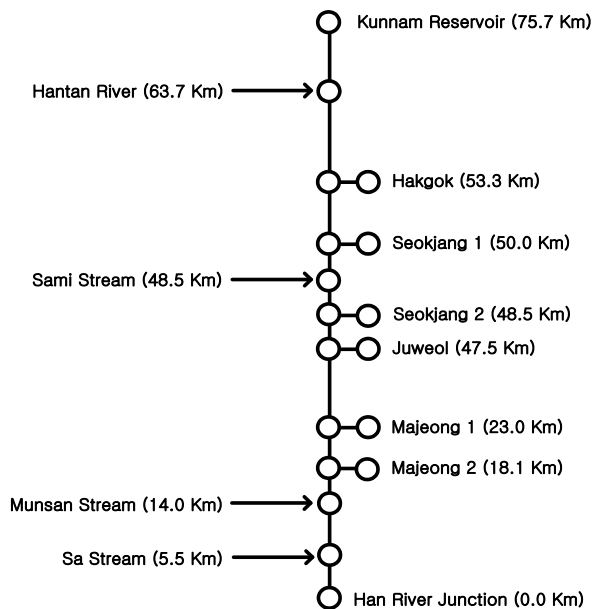 Kunnam Reservoir (75.7 Km)
Hantan River (63.7 Km)
Hakgok (53.3 Km)
Seokjang 1 (50.0 Km)
Sami Stream (48.5 Km)
Seokjang 2 (48.5 Km)
Juweol (47.5 Km)
Majeong 1 (23.0 Km)
Majeong 2 (18.1 Km)
Munsan Stream (14.0 Km)
Sa Stream (5.5 Km)
Han River Junction (0.0 Km)